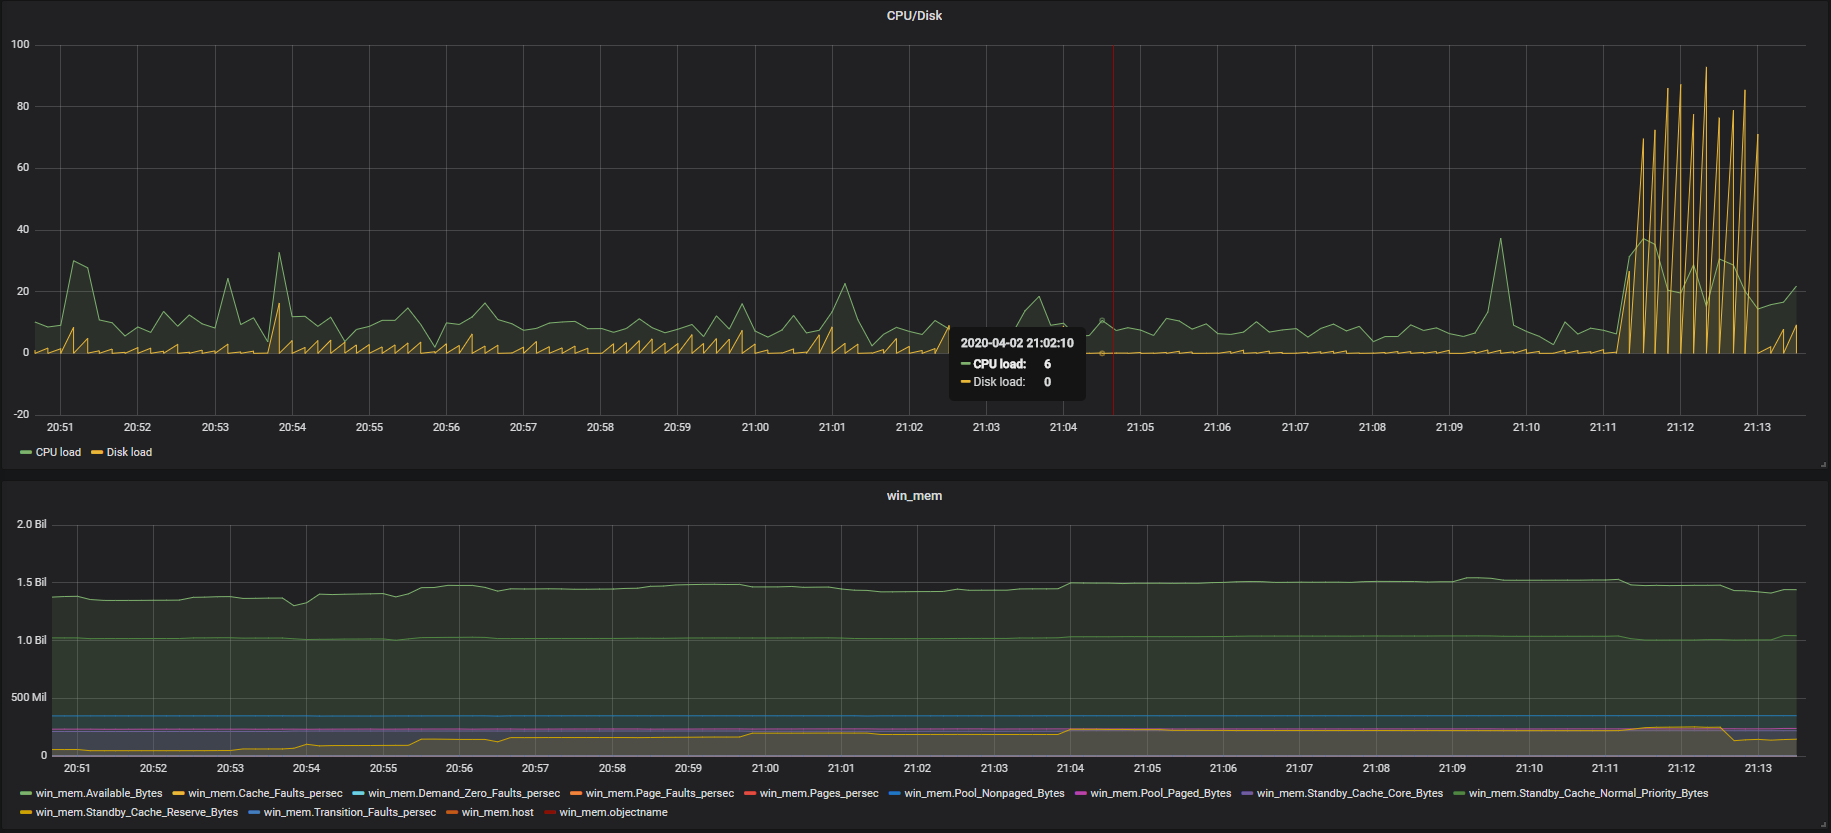 CPU/Disk
100
80
60
40
20
0
-20
20:51 20:52 20:53 20:54 20:55 20:56 20:57 20:58 20:59 21:00 21:01 21:02 21:03 21:04 21:05 21:06 21:07 21:08 21:09 21:10 21:11 21:12 21:13
2020-04-02 21:02:10
CPU load: 6
Disk load: 0
CPU load Disk load
win_mem
2.0 Bil
1.5 Bil
1.0 Bil
500 Mil
0
20:51 20:52 20:53 20:54 20:55 20:56 20:57 20:58 20:59 21:00 21:01 21:02 21:03 21:04 21:05 21:06 21:07 21:08 21:09 21:10 21:11 21:12 21:13
win_mem.Available_Bytes win_mem.Cache_Faults_persec win_mem.Demand_Zero_Faults_persec win_mem.Page_Faults_persec win_mem.Pages_persec win_mem.Pool_Nonpaged_Bytes win_mem.Pool_Paged_Bytes win_mem.Standby_Cache_Core_Bytes win_mem.Standby_Cache_Normal_Priority_Bytes
win_mem.Standby_Cache_Reserve_Bytes win_mem.Transition_Faults_persec win_mem.host win_mem.objectname